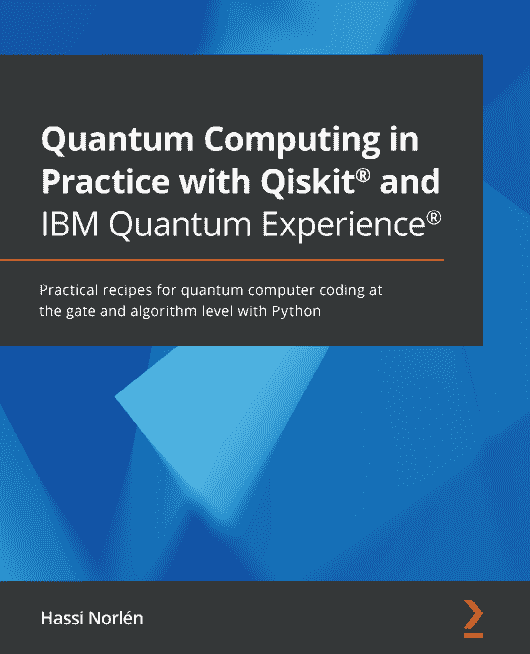 Quantum Computing in
Practice with Qiskit® and
IBM Quantum Experience®
Practical recipes for quantum computer coding at
the gate and algorithm level with Python
Hassi Norlén